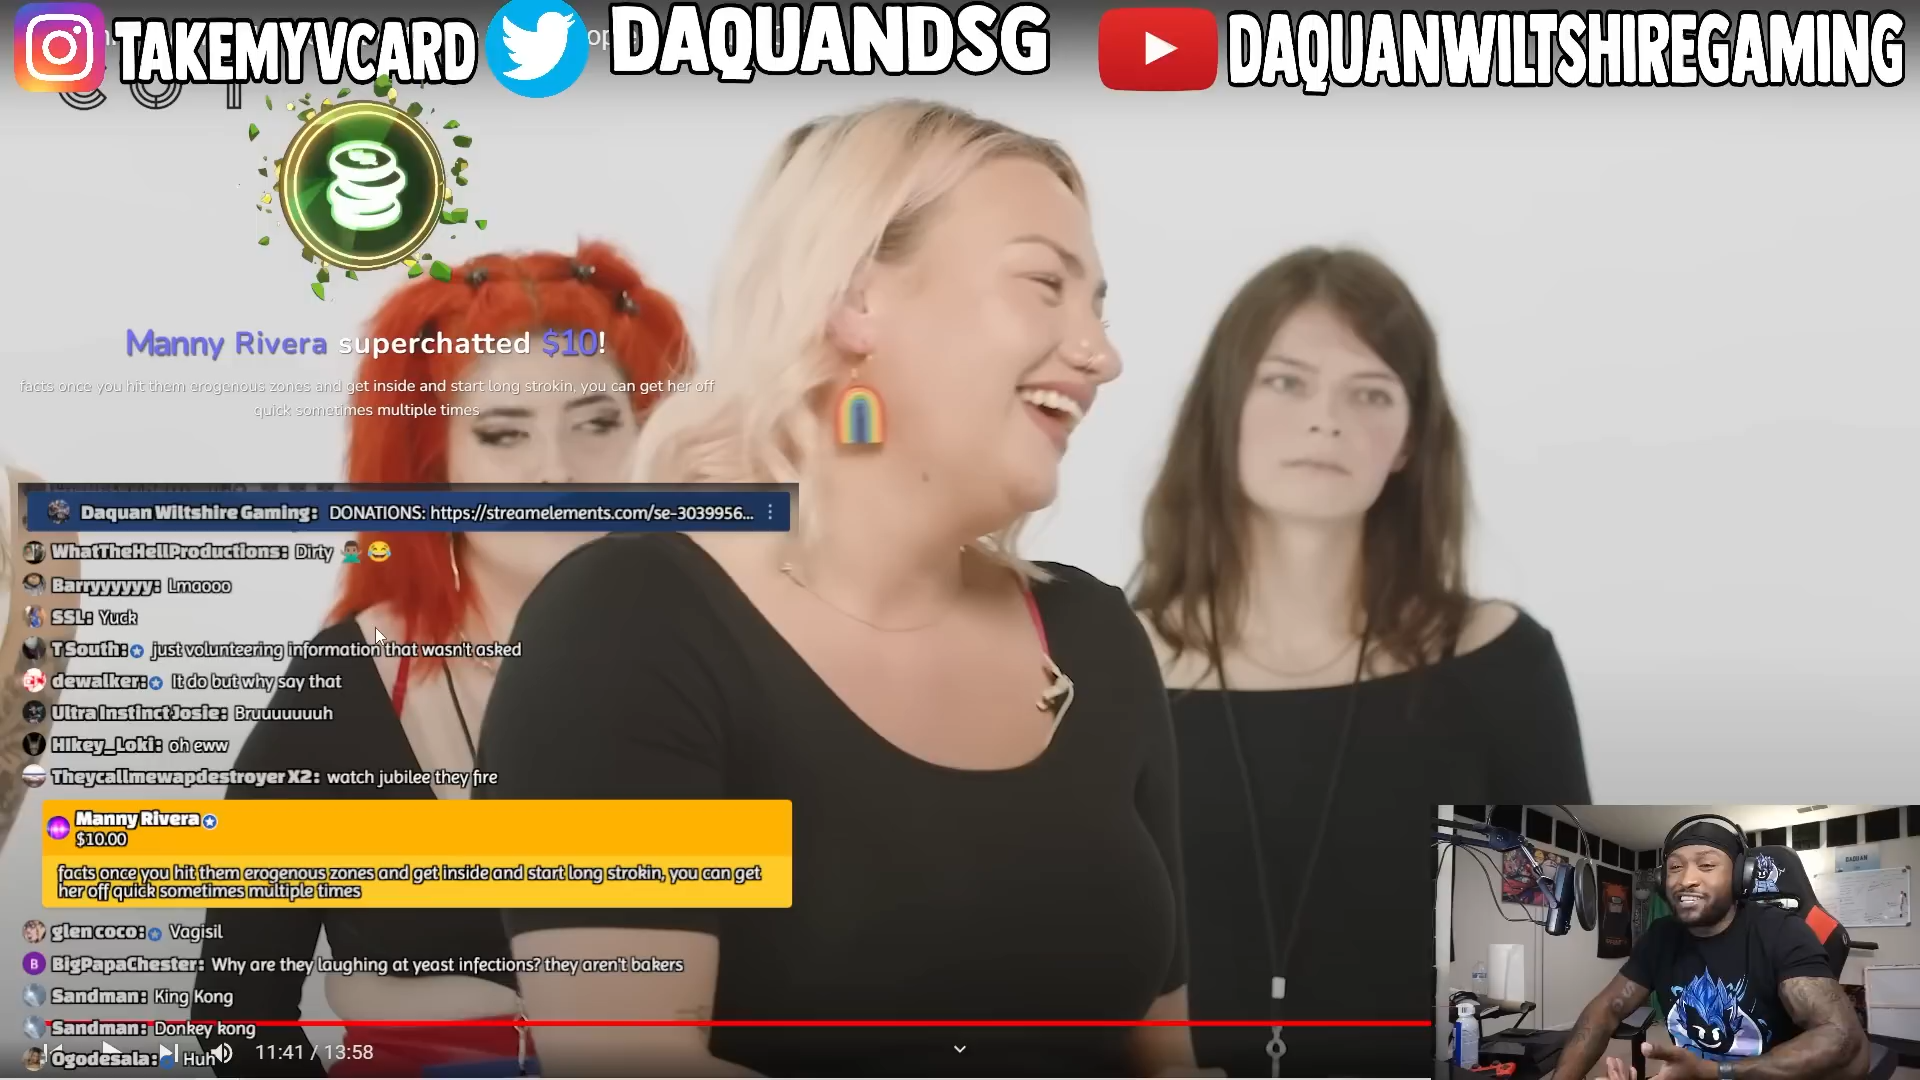 TAKEMYVCARD
DAQUANDSG
DAQUANWILTSHIREGAMING
CUT
Manny Rivera superchatted $10!
facts once you hit them erogenous zones and get inside and start long strokin, you can get her off
quick sometimes multiple times
Daquan Wiltshire Gaming: DONATIONS: https://streamelements.com/se-3039956...
WhatTheHellProductions: Dirty 🤦🏾‍♂️ 😂
Barryyyyyy: Lmaooo
SSL: Yuck
T South: just volunteering information that wasn't asked
dewalker: It do but why say that
Ultra Instinct Josie: Bruuuuuuuh
HIkey_Loki: oh eww
Theycallmewapdestroyer X2: watch jubilee they fire
Manny Rivera
$10.00
facts once you hit them erogenous zones and get inside and start long strokin, you can get
her off quick sometimes multiple times
glen coco: Vagisil
B BigPapaChester: Why are they laughing at yeast infections? they aren't bakers
Sandman: King Kong
Sandman: Donkey kong
Ogodesala: Huh
11:41 / 13:58
DAQUAN